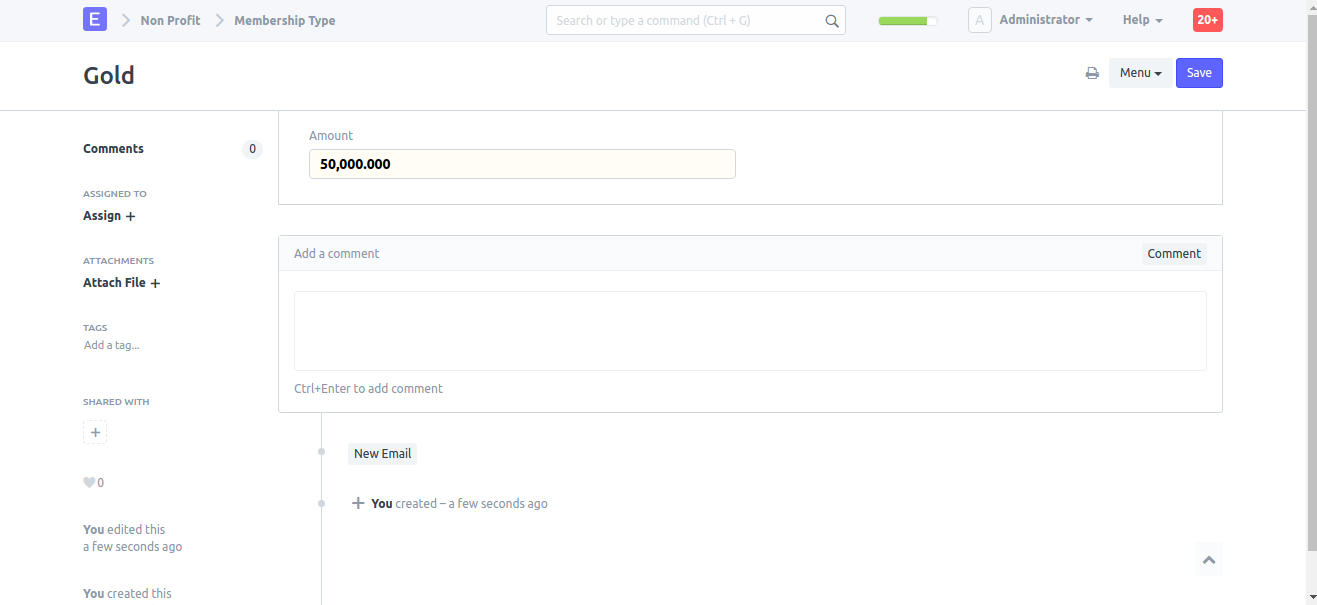 E Non Profit Membership Type Search or type a command (Ctrl + G) A Administrator Help 20+
Gold Menu Save
Comments 0
ASSIGNED TO
Assign +
ATTACHMENTS
Attach File +
TAGS
Add a tag...
SHARED WITH
+
0
You edited this
a few seconds ago
You created this
Amount
50,000.000
Add a comment Comment
Ctrl+Enter to add comment
New Email
+ You created – a few seconds ago